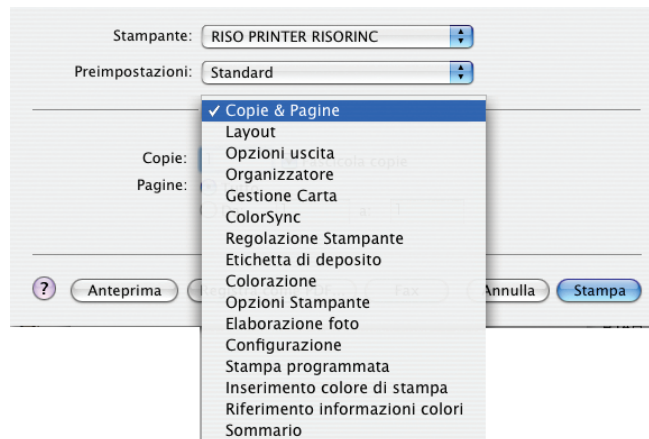 Stampante: RISO PRINTER RISORINC
Preimpostazioni: Standard
✓ Copie & Pagine
Layout
Opzioni uscita
Organizzatore
Gestione Carta
ColorSync
Regolazione Stampante
Etichetta di deposito
Colorazione
Opzioni Stampante
Elaborazione foto
Configurazione
Stampa programmata
Inserimento colore di stampa
Riferimento informazioni colori
Sommario
Copie:
Pagine:
a: 1
? Anteprima Fax Annulla Stampa